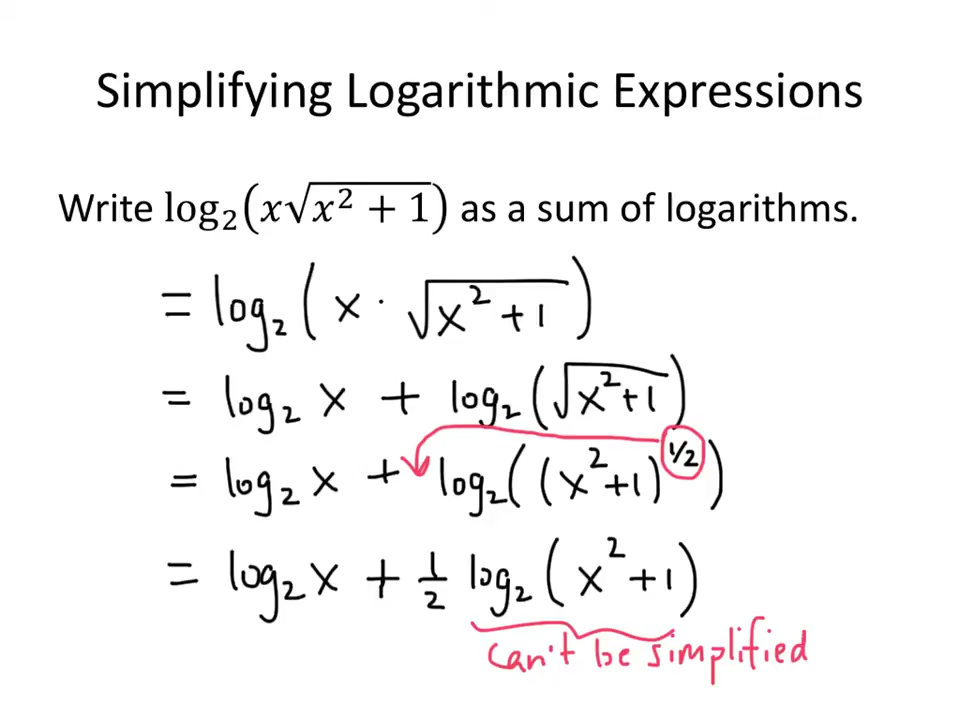 Simplifying Logarithmic Expressions
Write log₂(x√(x² + 1)) as a sum of logarithms.
= log₂(x · √(x² + 1))
= log₂ x + log₂(√(x² + 1))
= log₂ x + log₂((x² + 1)^(1/2))
= log₂ x + 1/2 log₂(x² + 1)
can't be simplified